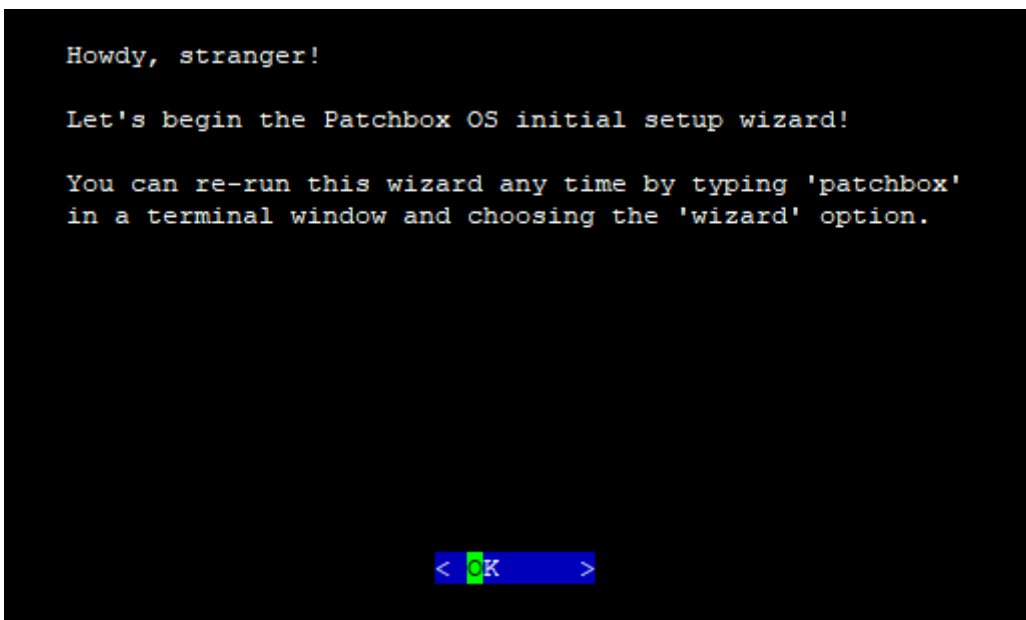 Howdy, stranger!
Let's begin the Patchbox OS initial setup wizard!
You can re-run this wizard any time by typing 'patchbox'
in a terminal window and choosing the 'wizard' option.
< OK >